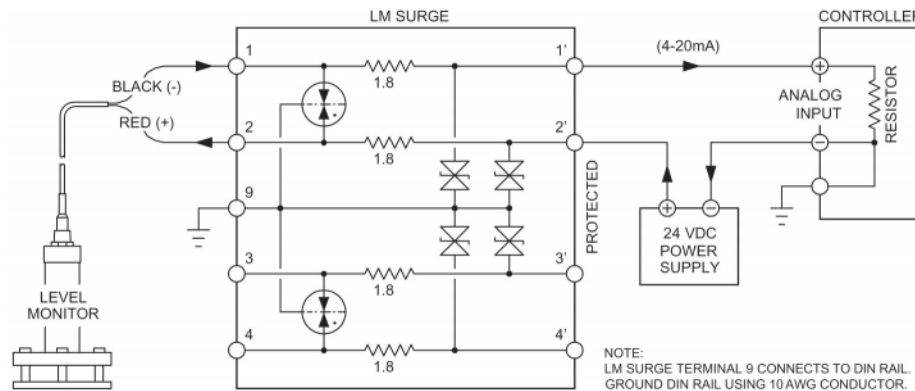 LM SURGE
CONTROLLER
1
1'
(4-20mA)
1.8
BLACK (-)
+
ANALOG
INPUT
RESISTOR
RED (+)
2
2'
1.8
−
9
PROTECTED
+ −
24 VDC
POWER
SUPPLY
3
3'
1.8
LEVEL
MONITOR
4
4'
1.8
NOTE:
LM SURGE TERMINAL 9 CONNECTS TO DIN RAIL.
GROUND DIN RAIL USING 10 AWG CONDUCTOR.